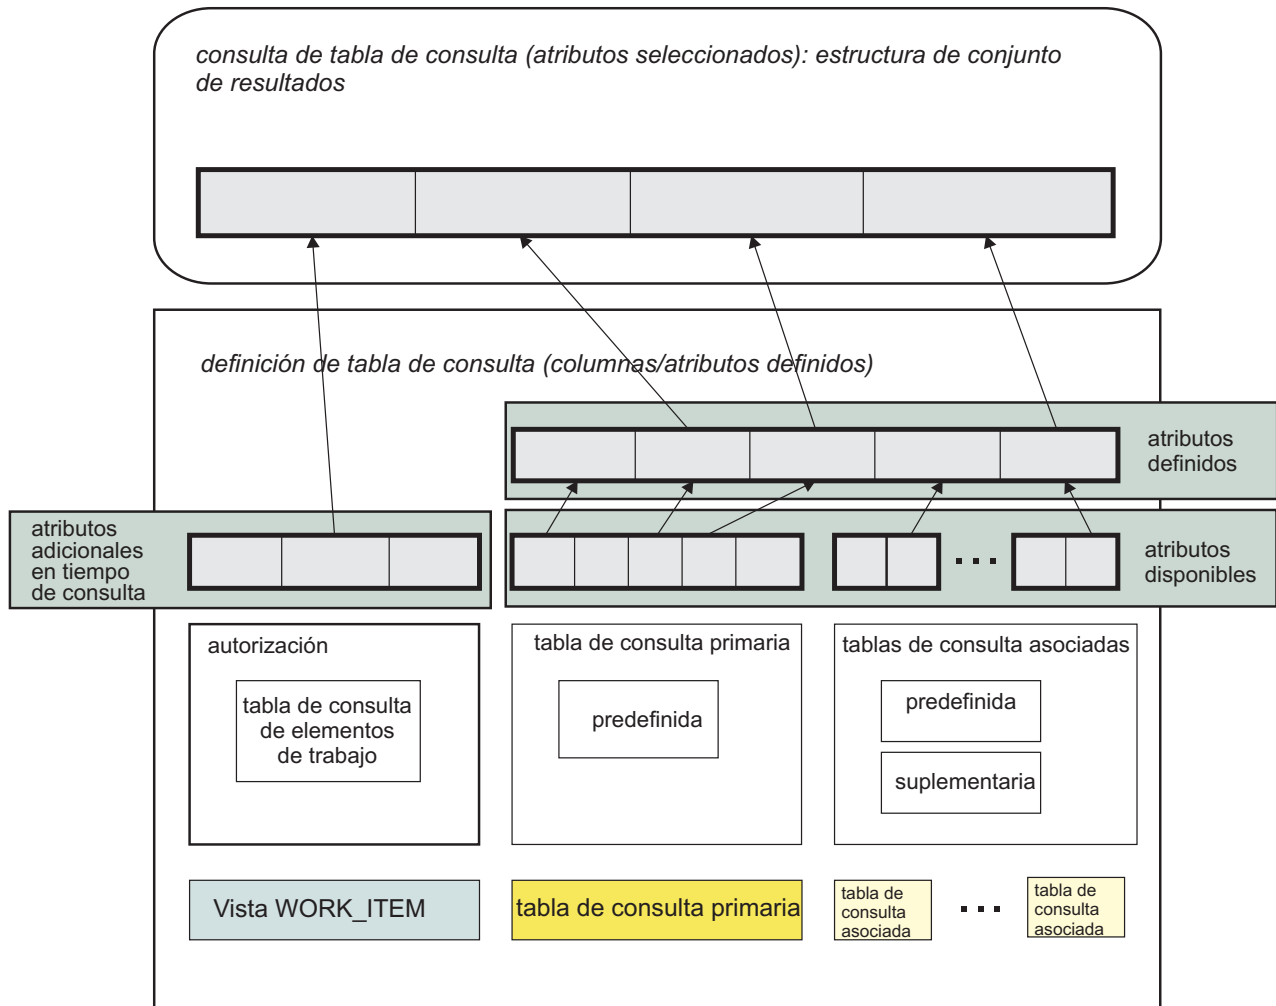 consulta de tabla de consulta (atributos seleccionados): estructura de conjunto
de resultados
definición de tabla de consulta (columnas/atributos definidos)
atributos
definidos
atributos
adicionales
en tiempo
de consulta
atributos
disponibles
autorización
tabla de consulta
de elementos
de trabajo
tabla de consulta primaria
predefinida
tablas de consulta asociadas
predefinida
suplementaria
Vista WORK_ITEM
tabla de consulta primaria
tabla de
consulta
asociada
tabla de
consulta
asociada